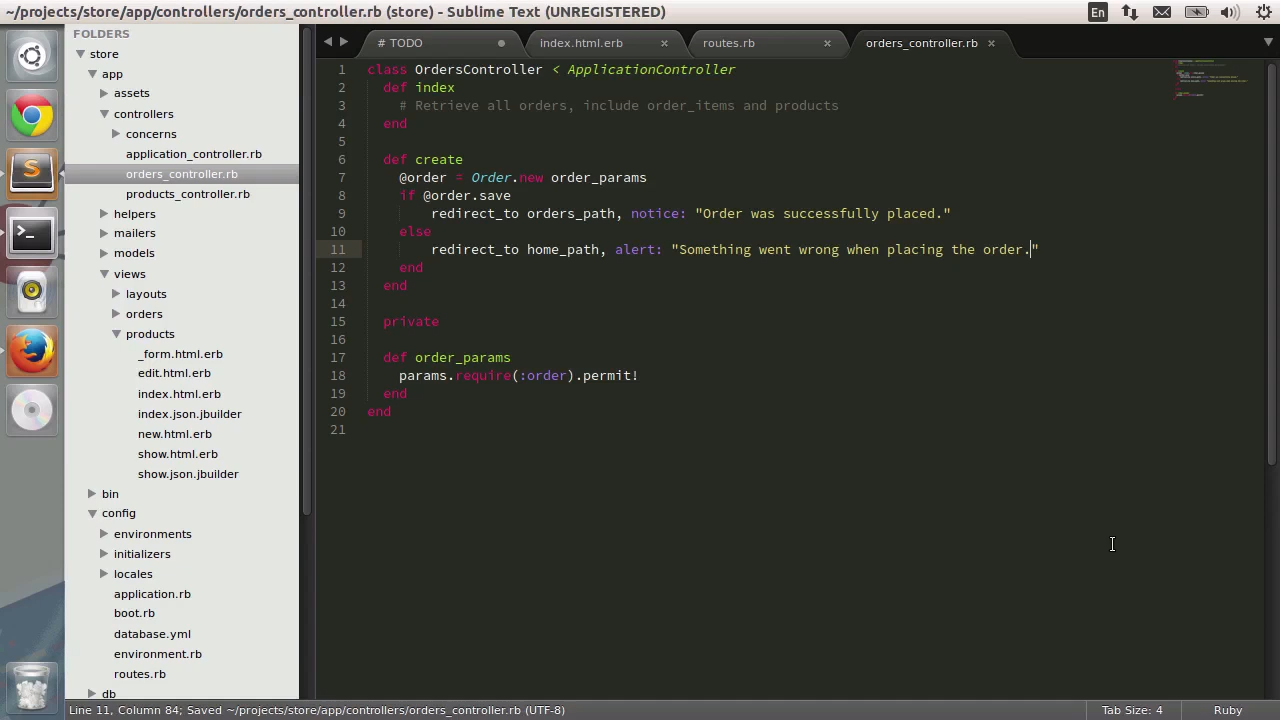 ~/projects/store/app/controllers/orders_controller.rb (store) - Sublime Text (UNREGISTERED)
En
FOLDERS
store
app
assets
controllers
concerns
application_controller.rb
orders_controller.rb
products_controller.rb
helpers
mailers
models
views
layouts
orders
products
_form.html.erb
edit.html.erb
index.html.erb
index.json.jbuilder
new.html.erb
show.html.erb
show.json.jbuilder
bin
config
environments
initializers
locales
application.rb
boot.rb
database.yml
environment.rb
routes.rb
db
# TODO
index.html.erb
routes.rb
orders_controller.rb
1 class OrdersController < ApplicationController
2 def index
3 # Retrieve all orders, include order_items and products
4 end
5
6 def create
7 @order = Order.new order_params
8 if @order.save
9 redirect_to orders_path, notice: "Order was successfully placed."
10 else
11 redirect_to home_path, alert: "Something went wrong when placing the order."
12 end
13 end
14
15 private
16
17 def order_params
18 params.require(:order).permit!
19 end
20 end
21
Line 11, Column 84; Saved ~/projects/store/app/controllers/orders_controller.rb (UTF-8)
Tab Size: 4
Ruby